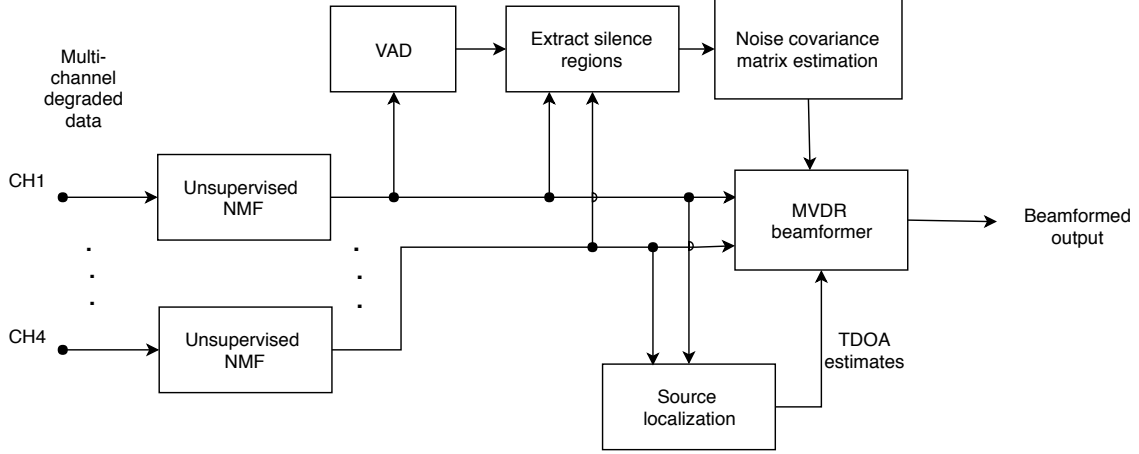 Multi-
channel
degraded
data
VAD
Extract silence
regions
Noise covariance
matrix estimation
CH1
Unsupervised
NMF
MVDR
beamformer
Beamformed
output
CH4
Unsupervised
NMF
TDOA
estimates
Source
localization